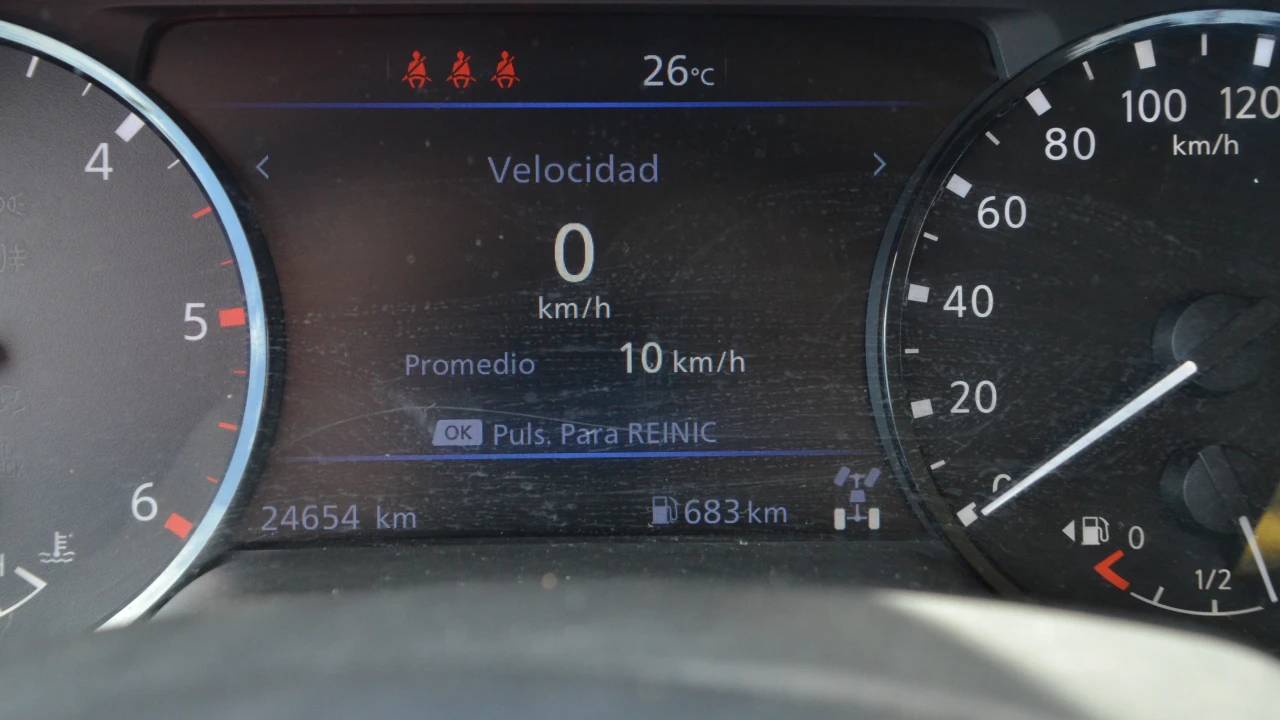 26°C
Velocidad
0
km/h
Promedio 10 km/h
OK Puls. Para REINIC
24654 km
683 km
4
5
6
120
100
km/h
80
60
40
20
0
0
1/2